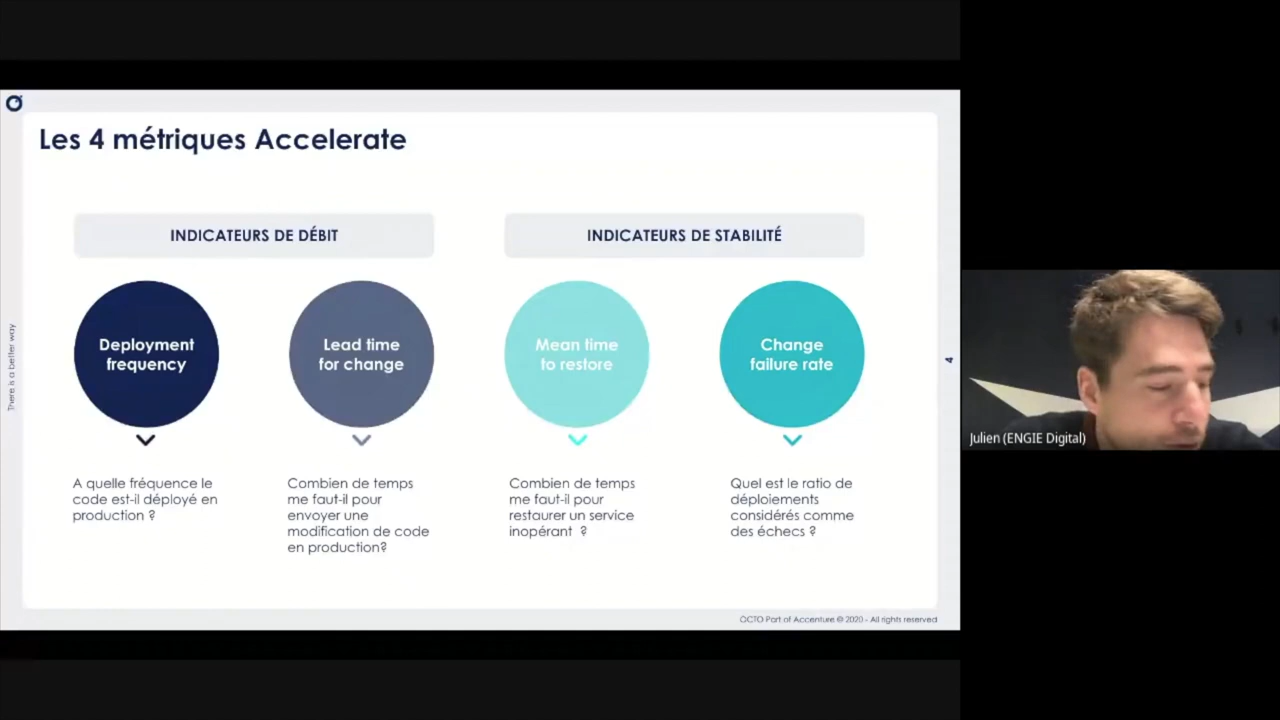 Les 4 métriques Accelerate
INDICATEURS DE DÉBIT
INDICATEURS DE STABILITÉ
Deployment
frequency
Lead time
for change
Mean time
to restore
Change
failure rate
A quelle fréquence le
code est-il déployé en
production ?
Combien de temps
me faut-il pour
envoyer une
modification de code
en production?
Combien de temps
me faut-il pour
restaurer un service
inopérant ?
Quel est le ratio de
déploiements
considérés comme
des échecs ?
There is a better way
4
OCTO Part of Accenture © 2020 - All rights reserved
Julien (ENGIE Digital)